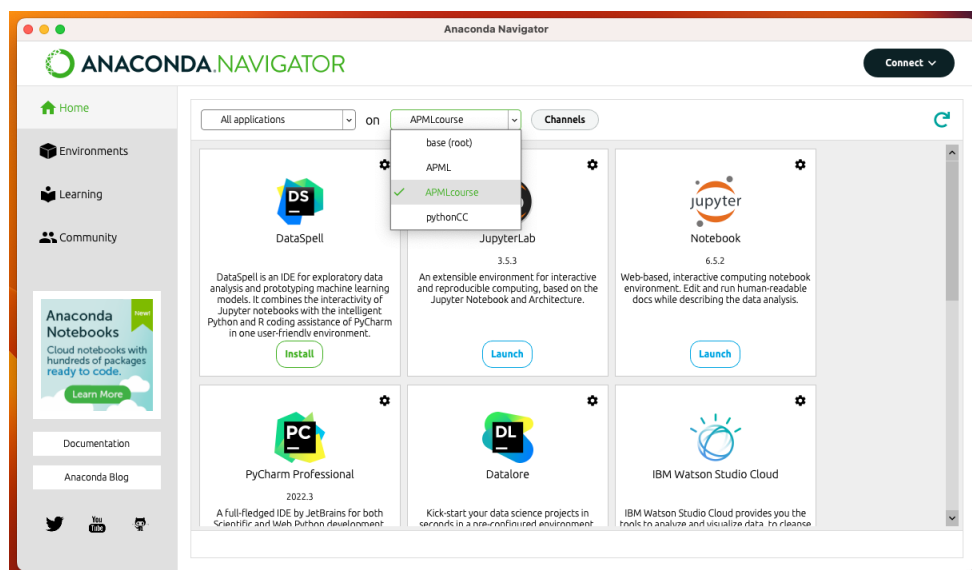 Anaconda Navigator
ANACONDA.NAVIGATOR
Connect
Home
Environments
Learning
Community
Anaconda Notebooks
New!
Cloud notebooks with
hundreds of packages
ready to code.
Learn More
Documentation
Anaconda Blog
You
Tube
All applications
on
APMLcourse
Channels
base (root)
APML
APMLcourse
pythonCC
DS
DataSpell
DataSpell is an IDE for exploratory data
analysis and prototyping machine learning
models. It combines the interactivity of
Jupyter notebooks with the intelligent
Python and R coding assistance of PyCharm
in one user-friendly environment.
Install
JupyterLab
3.5.3
An extensible environment for interactive
and reproducible computing, based on the
Jupyter Notebook and Architecture.
Launch
jupyter
Notebook
6.5.2
Web-based, interactive computing notebook
environment. Edit and run human-readable
docs while describing the data analysis.
Launch
PC
PyCharm Professional
2022.3
A full-fledged IDE by JetBrains for both
Scientific and Web Python development.
DL
Datalore
Kick-start your data science projects in
seconds in a pre-configured environment.
IBM Watson Studio Cloud
IBM Watson Studio Cloud provides you the
tools to analyze and visualize data, to cleanse